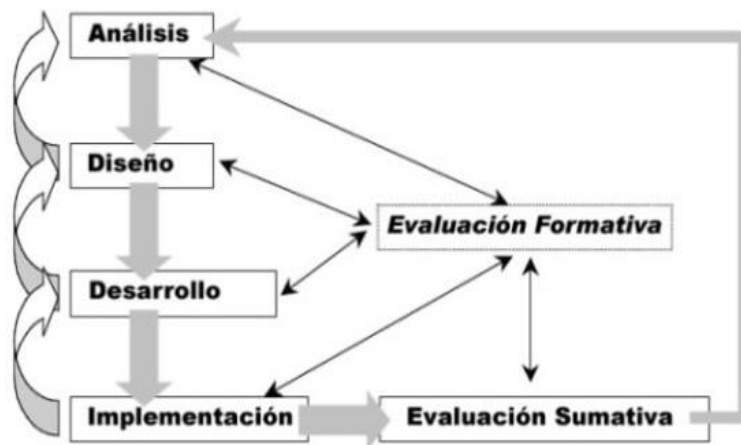 Análisis
Diseño
Evaluación Formativa
Desarrollo
Implementación
Evaluación Sumativa